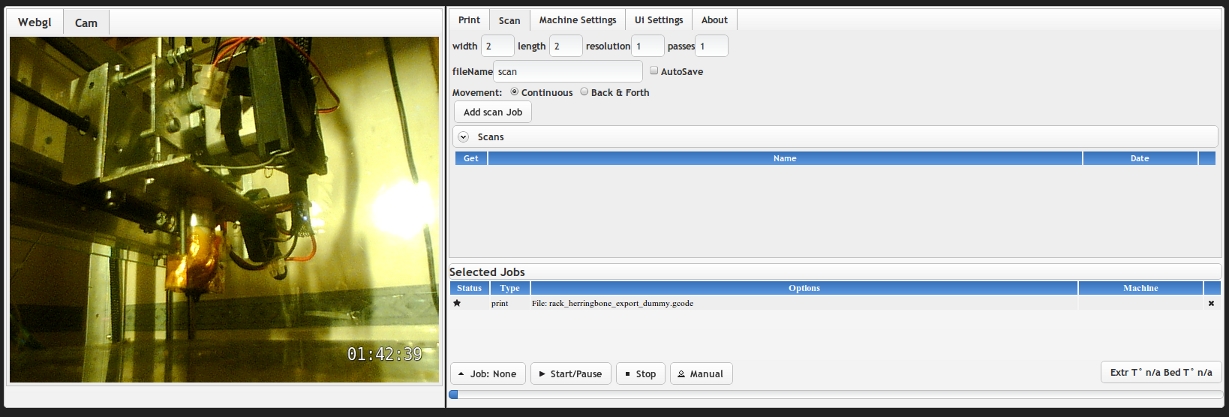 Webgl Cam
01:42:39
Print Scan Machine Settings Ui Settings About
width 2 length 2 resolution 1 passes 1
fileName scan AutoSave
Movement: Continuous Back & Forth
Add scan Job
Scans
Get Name Date
Selected Jobs
Status Type Options Machine
print File: rack_herringbone_export_dummy.gcode
Job: None Start/Pause Stop Manual Extr T° n/a Bed T° n/a